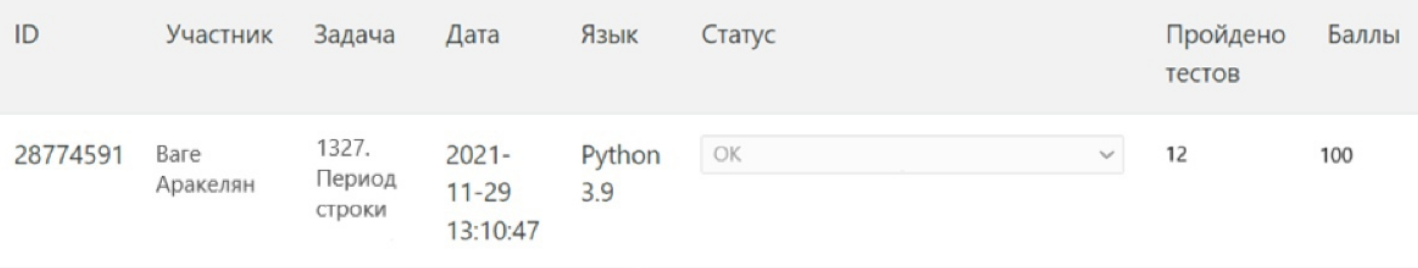 ID Участник Задача Дата Язык Статус Пройдено тестов Баллы
28774591 Ваге Аракелян 1327. Период строки 2021-11-29 13:10:47 Python 3.9 OK 12 100